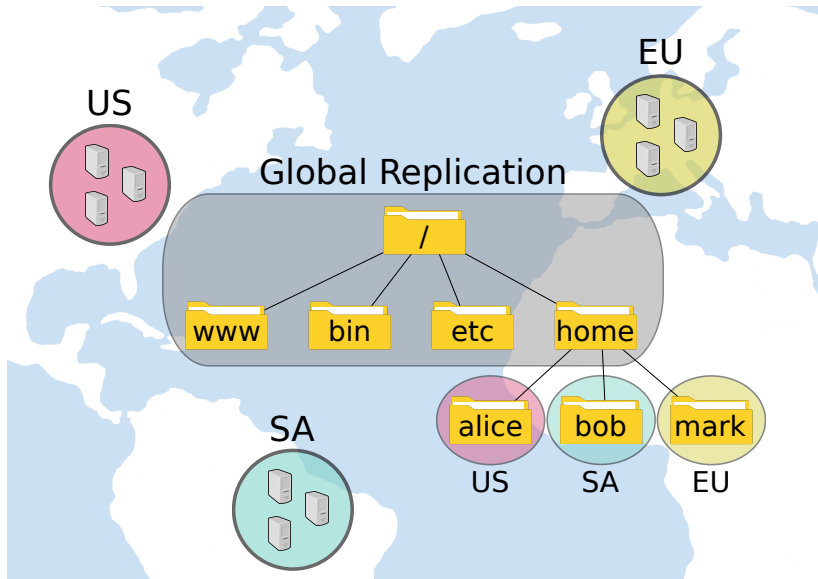 EU
US
Global Replication
/
www
bin
etc
home
alice
bob
mark
US
SA
EU
SA